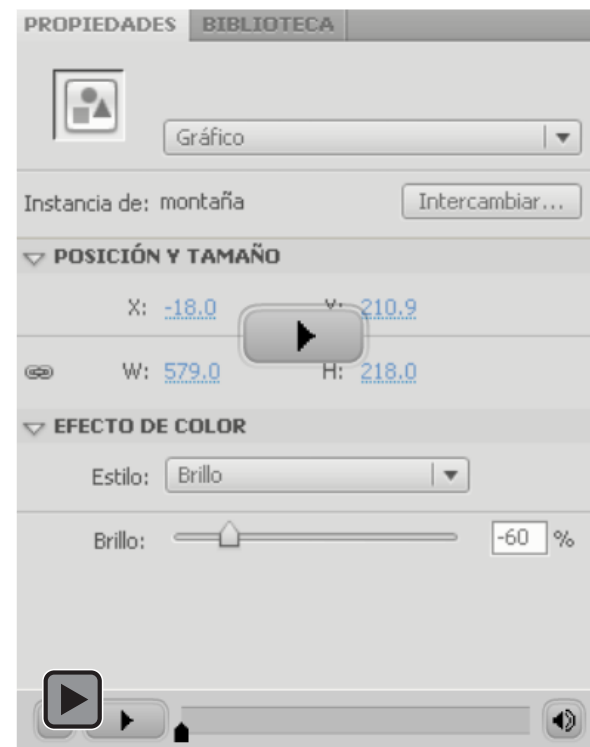 PROPIEDADES BIBLIOTECA
Gráfico
Instancia de: montaña Intercambiar...
POSICIÓN Y TAMAÑO
X: -18.0 Y: 210.9
W: 579.0 H: 218.0
EFECTO DE COLOR
Estilo: Brillo
Brillo: -60 %